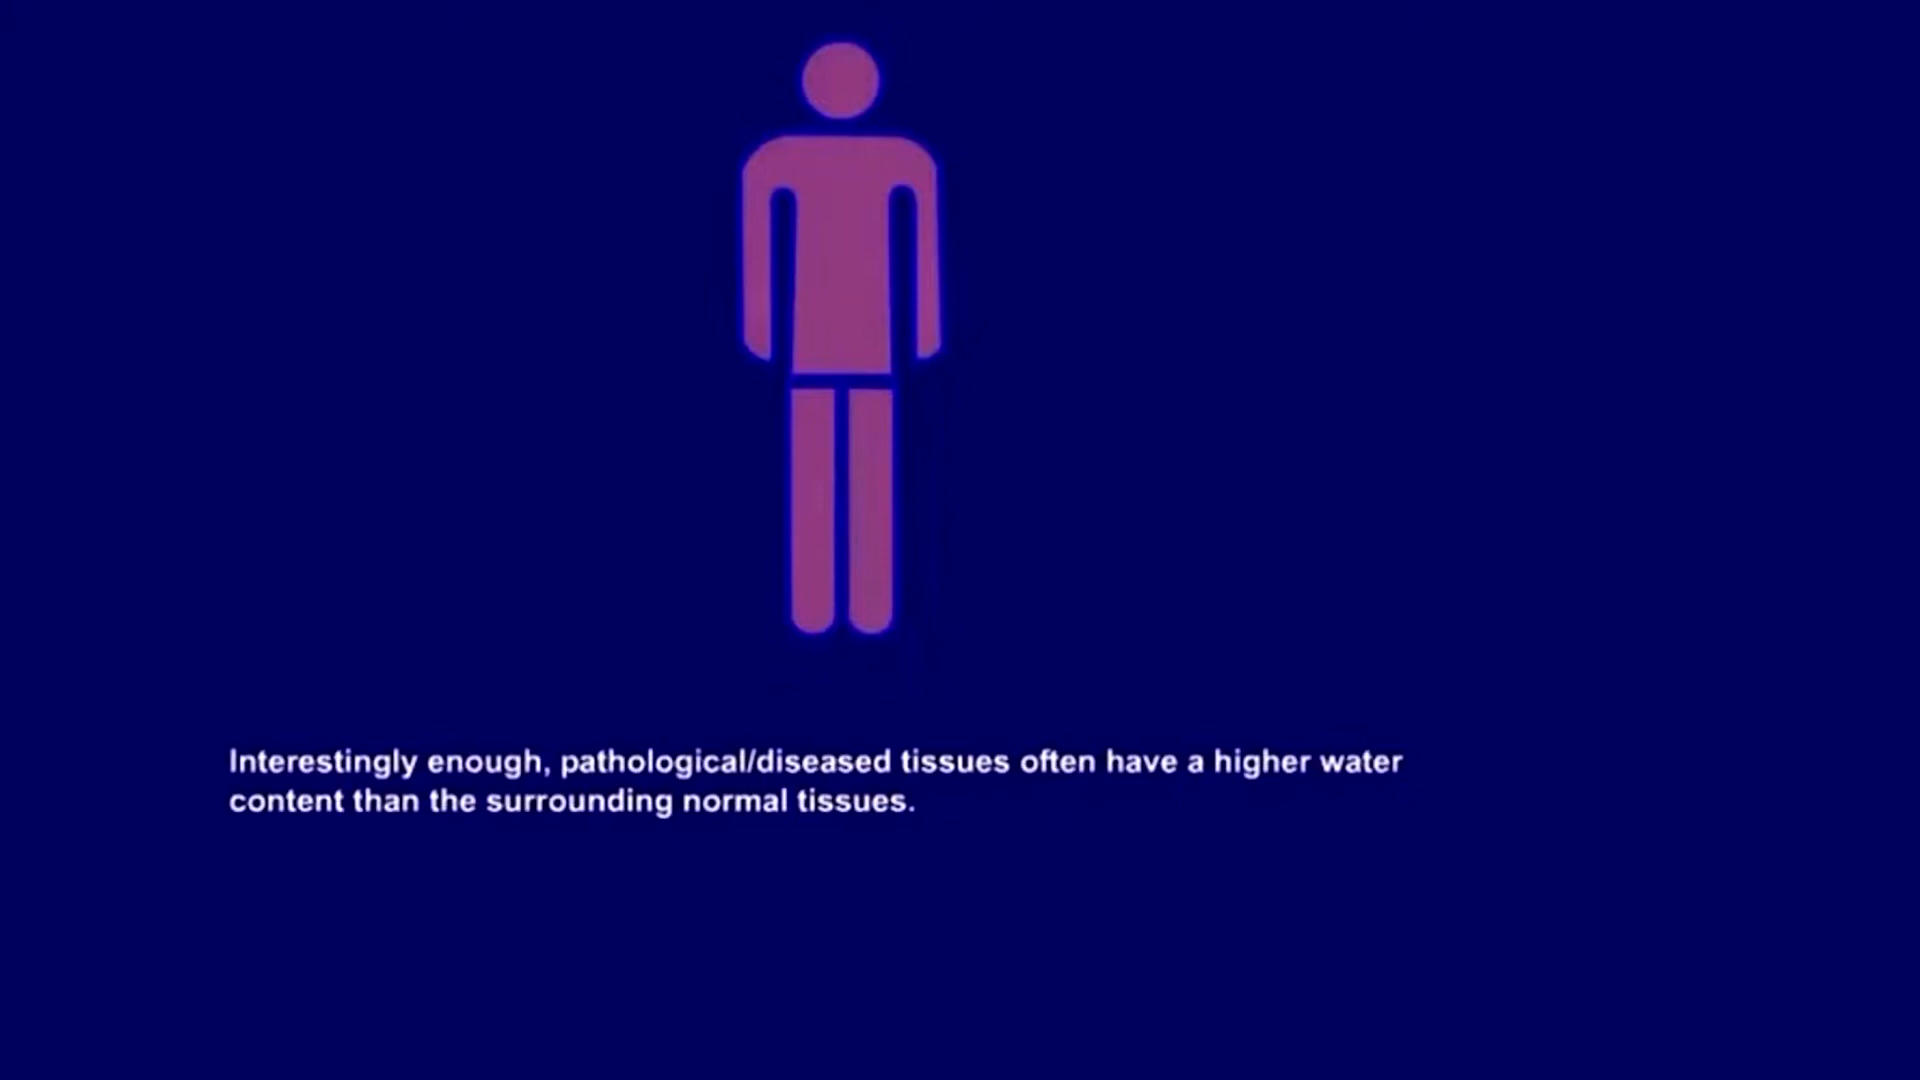 Interestingly enough, pathological/diseased tissues often have a higher water
content than the surrounding normal tissues.